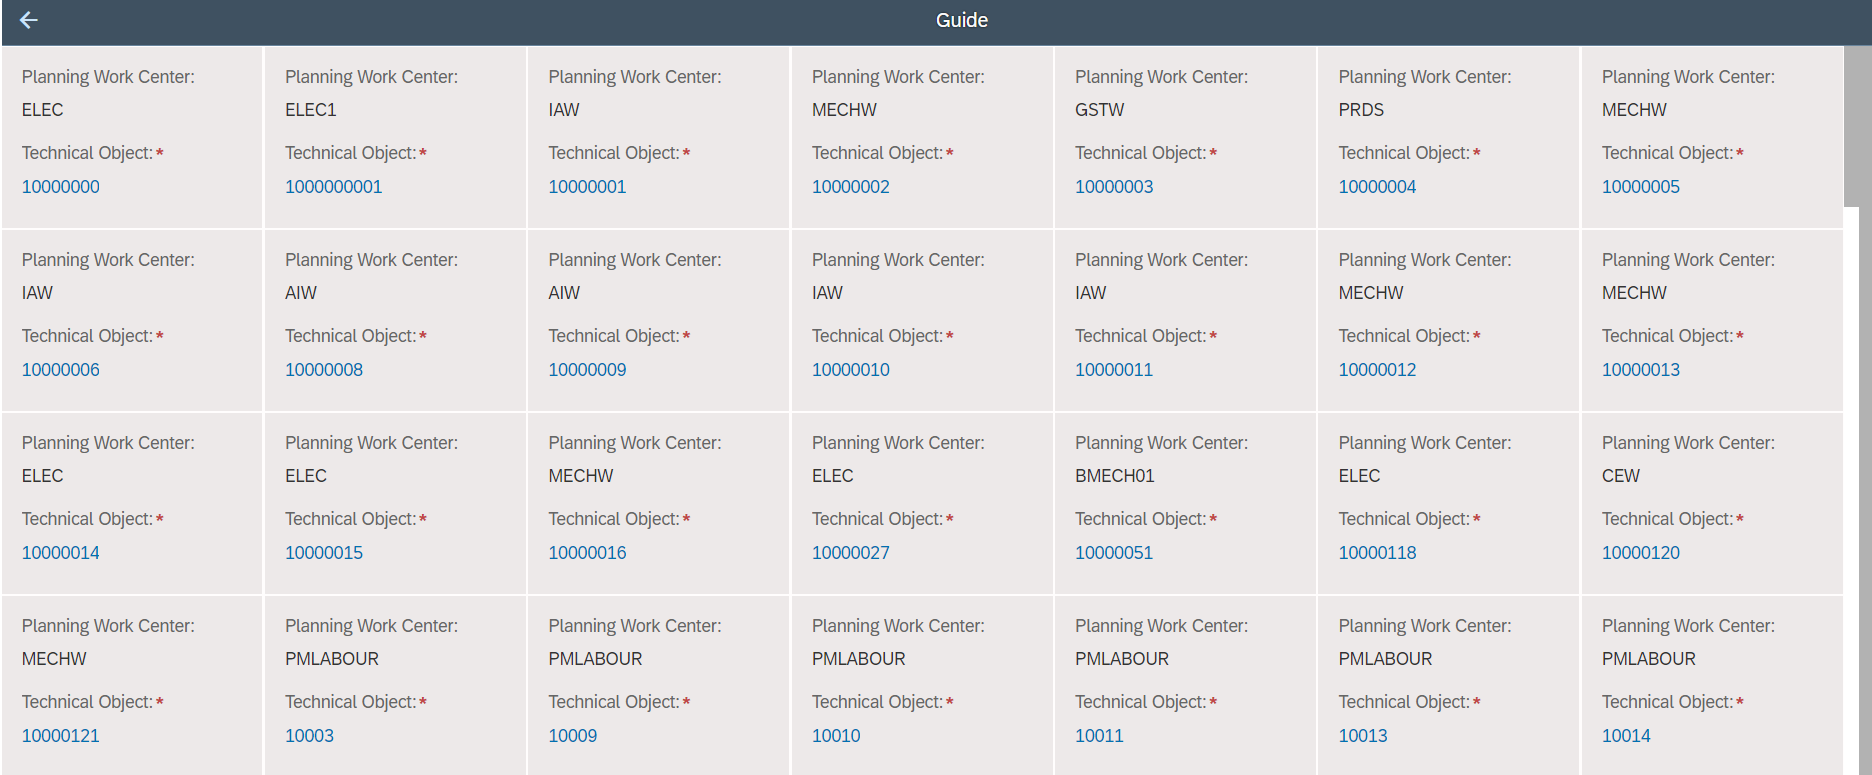 Guide
Planning Work Center: Planning Work Center: Planning Work Center: Planning Work Center: Planning Work Center: Planning Work Center: Planning Work Center:
ELEC ELEC1 IAW MECHW GSTW PRDS MECHW
Technical Object:* Technical Object:* Technical Object:* Technical Object:* Technical Object:* Technical Object:* Technical Object:*
10000000 1000000001 10000001 10000002 10000003 10000004 10000005
Planning Work Center: Planning Work Center: Planning Work Center: Planning Work Center: Planning Work Center: Planning Work Center: Planning Work Center:
IAW AIW AIW IAW IAW MECHW MECHW
Technical Object:* Technical Object:* Technical Object:* Technical Object:* Technical Object:* Technical Object:* Technical Object:*
10000006 10000008 10000009 10000010 10000011 10000012 10000013
Planning Work Center: Planning Work Center: Planning Work Center: Planning Work Center: Planning Work Center: Planning Work Center: Planning Work Center:
ELEC ELEC MECHW ELEC BMECH01 ELEC CEW
Technical Object:* Technical Object:* Technical Object:* Technical Object:* Technical Object:* Technical Object:* Technical Object:*
10000014 10000015 10000016 10000027 10000051 10000118 10000120
Planning Work Center: Planning Work Center: Planning Work Center: Planning Work Center: Planning Work Center: Planning Work Center: Planning Work Center:
MECHW PMLABOUR PMLABOUR PMLABOUR PMLABOUR PMLABOUR PMLABOUR
Technical Object:* Technical Object:* Technical Object:* Technical Object:* Technical Object:* Technical Object:* Technical Object:*
10000121 10003 10009 10010 10011 10013 10014